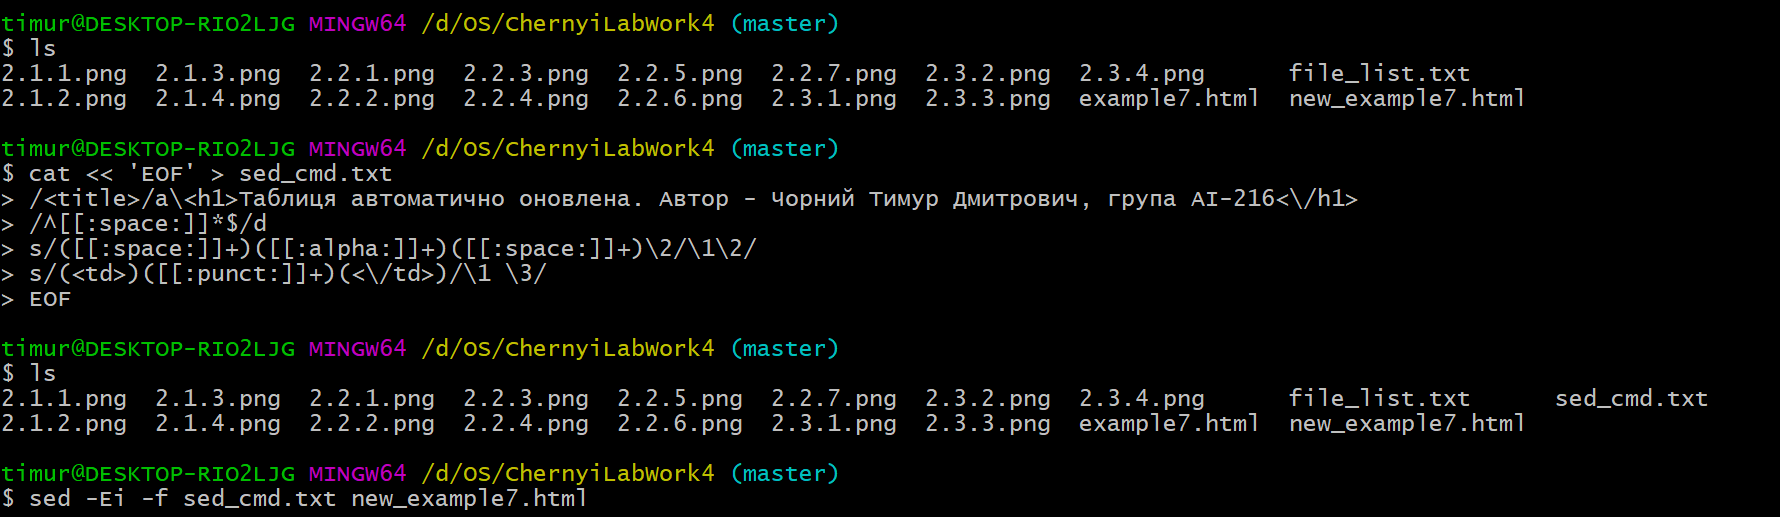 timur@DESKTOP-RIO2LJG MINGW64 /d/OS/ChernyiLabWork4 (master)
$ ls
2.1.1.png  2.1.3.png  2.2.1.png  2.2.3.png  2.2.5.png  2.2.7.png  2.3.2.png  2.3.4.png      file_list.txt
2.1.2.png  2.1.4.png  2.2.2.png  2.2.4.png  2.2.6.png  2.3.1.png  2.3.3.png  example7.html  new_example7.html
timur@DESKTOP-RIO2LJG MINGW64 /d/OS/ChernyiLabWork4 (master)
$ cat << 'EOF' > sed_cmd.txt
> /<title>/a\<h1>Таблиця автоматично оновлена. Автор - Чорний Тимур Дмитрович, група AI-216<\/h1>
> /^[[:space:]]*$/d
> s/([[:space:]]+)([[:alpha:]]+)([[:space:]]+)\2/\1\2/
> s/(<td>)([[:punct:]]+)(<\/td>)/\1 \3/
> EOF
timur@DESKTOP-RIO2LJG MINGW64 /d/OS/ChernyiLabWork4 (master)
$ ls
2.1.1.png  2.1.3.png  2.2.1.png  2.2.3.png  2.2.5.png  2.2.7.png  2.3.2.png  2.3.4.png      file_list.txt      sed_cmd.txt
2.1.2.png  2.1.4.png  2.2.2.png  2.2.4.png  2.2.6.png  2.3.1.png  2.3.3.png  example7.html  new_example7.html
timur@DESKTOP-RIO2LJG MINGW64 /d/OS/ChernyiLabWork4 (master)
$ sed -Ei -f sed_cmd.txt new_example7.html